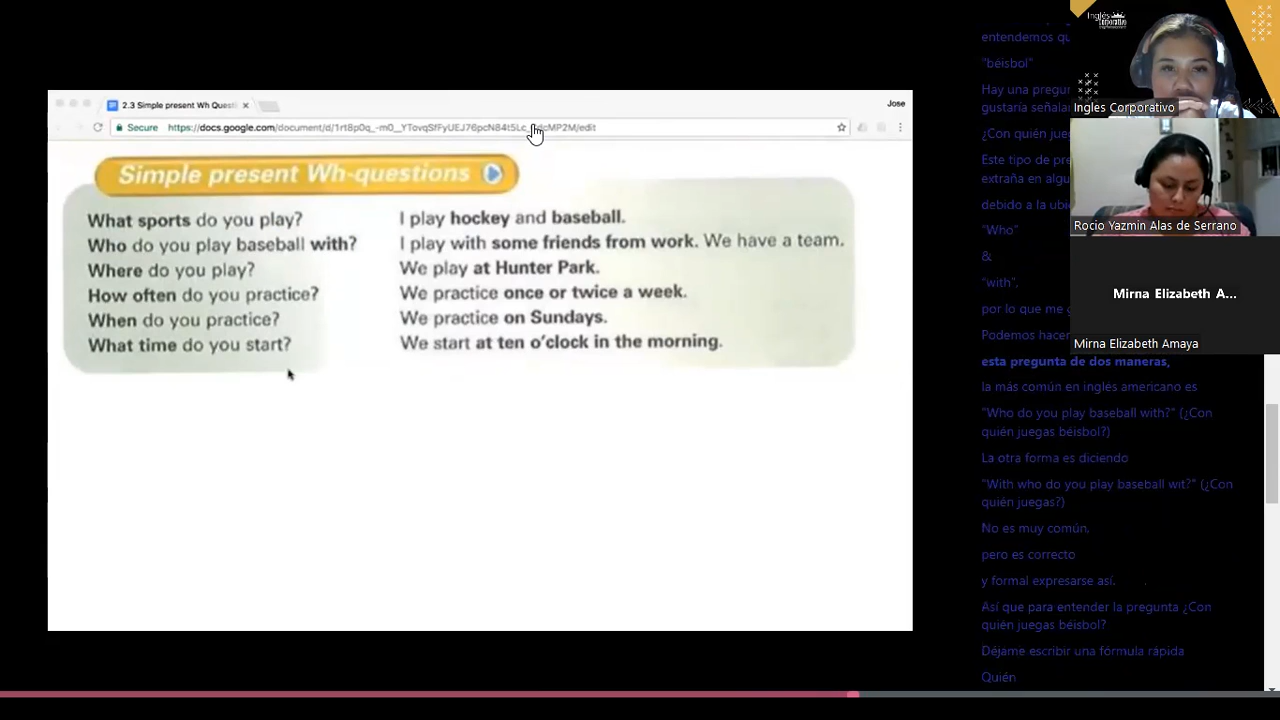 2.3 Simple present Wh Quest
Jose
Secure
Simple present Wh-questions
What sports do you play?
I play hockey and baseball.
Who do you play baseball with?
I play with some friends from work. We have a team.
Where do you play?
We play at Hunter Park.
How often do you practice?
We practice once or twice a week.
When do you practice?
We practice on Sundays.
What time do you start?
We start at ten o'clock in the morning.
entendemos
"béisbol"
Hay una
gustaría
¿Con quién
Este tipo de
extraña en
debido a la
"Who"
&
"with",
por lo que me
Podemos
esta pregunta de dos maneras,
la más común en inglés americano es
"Who do you play baseball with?" (¿Con
quién juegas béisbol?)
La otra forma es diciendo
"With who do you play baseball wit?" (¿Con
quién juegas?)
No es muy común,
pero es correcto
y formal expresarse así.
Así que para entender la pregunta ¿Con
quién juegas béisbol?
Déjame escribir una fórmula rápida
Quién
Inglés
Corporativo
Ingles Corporativo
Rocio Yazmin Alas de Serrano
Mirna Elizabeth A...
Mirna Elizabeth Amaya